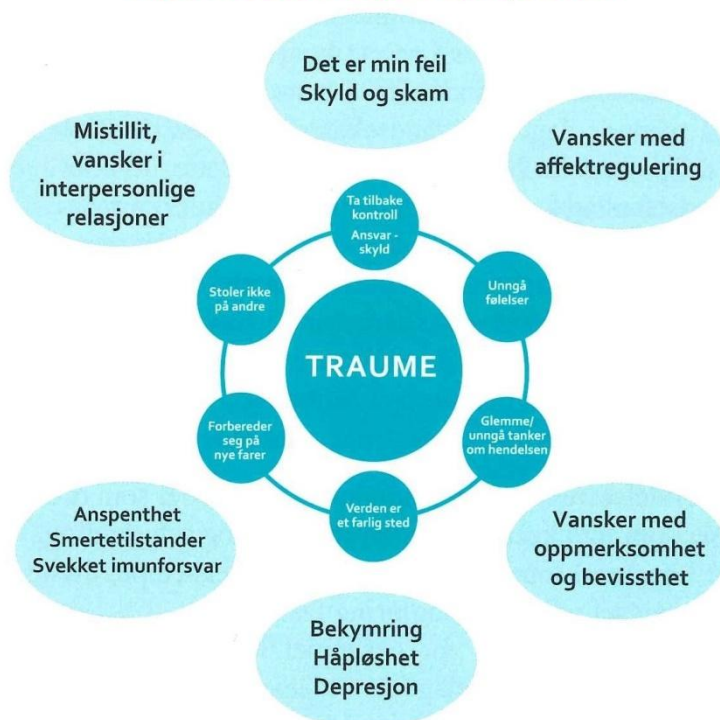 Det er min feil
Skyld og skam
Mistillit,
vansker i
interpersonlige
relasjoner
Vansker med
affektregulering
Ta tilbake
kontroll
Ansvar -
skyld
Stoler ikke
på andre
Unngå
følelser
TRAUME
Forbereder
seg på
nye farer
Glemme/
unngå tanker
om hendelsen
Verden er
et farlig sted
Anspenthet
Smertetilstander
Svekket imunforsvar
Vansker med
oppmerksomhet
og bevissthet
Bekymring
Håpløshet
Depresjon